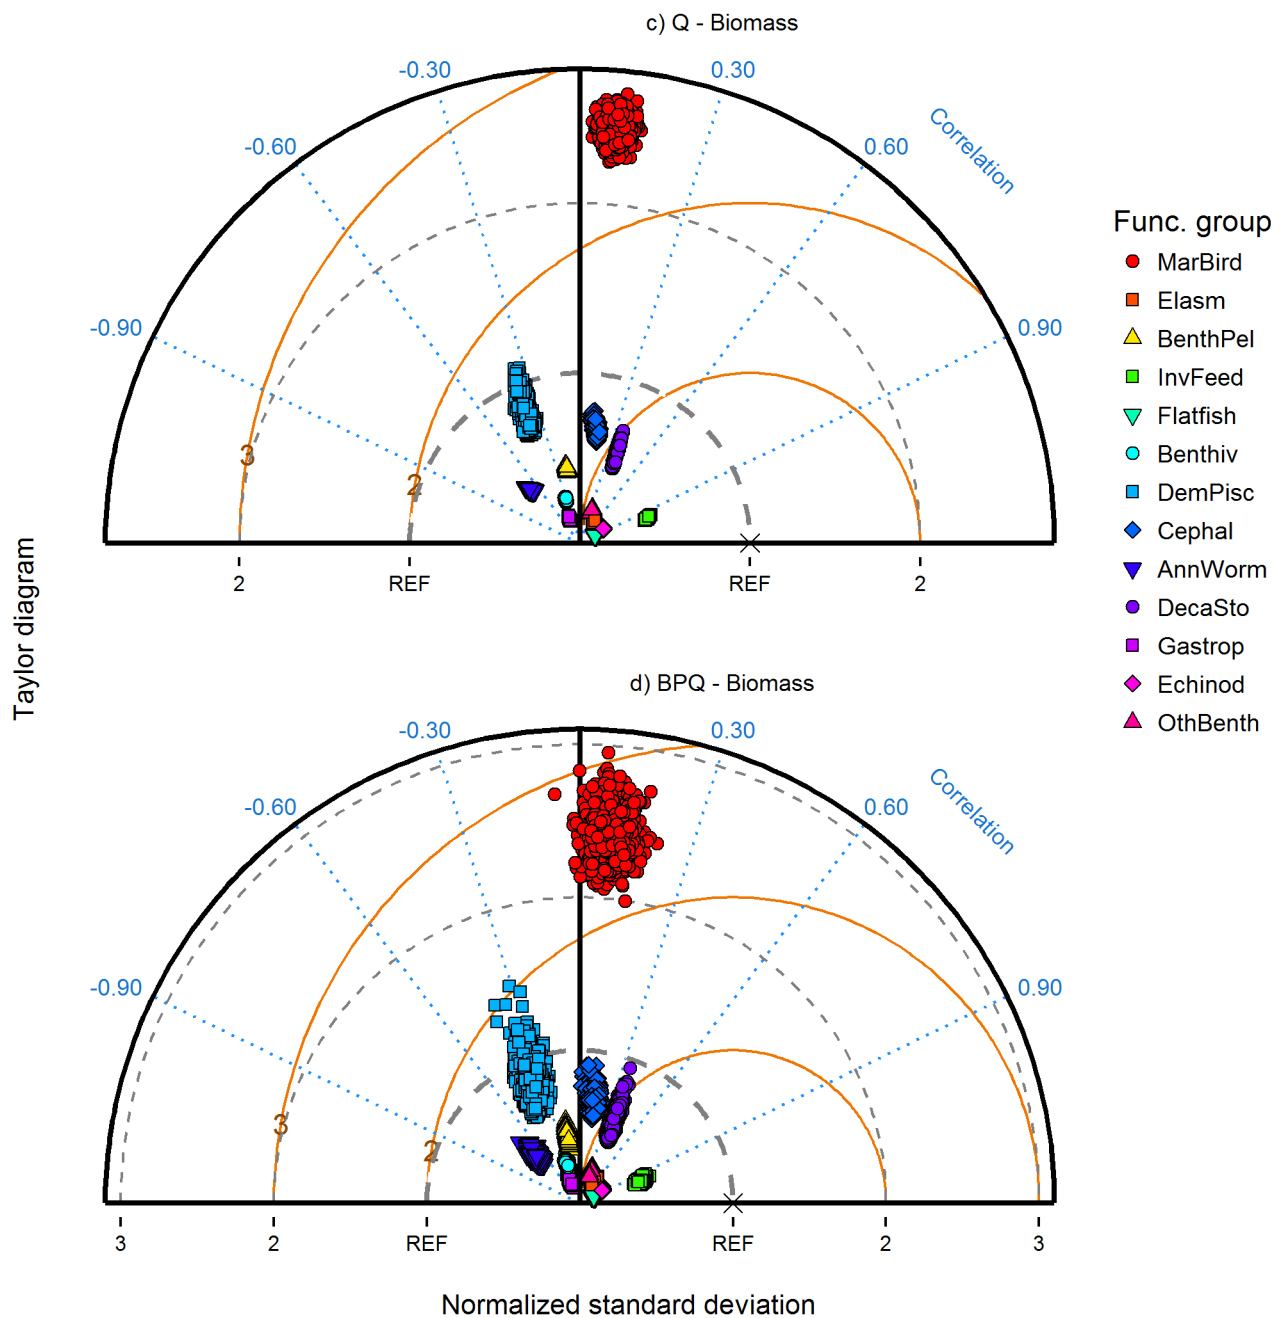 c) Q - Biomass
-0.30
0.30
-0.60
0.60
Correlation
-0.90
0.90
3
2
2
REF
REF
2
Func. group
MarBird
Elasm
BenthPel
InvFeed
Flatfish
Benthiv
DemPisc
Cephal
AnnWorm
DecaSto
Gastrop
Echinod
OthBenth
Taylor diagram
d) BPQ - Biomass
-0.30
0.30
-0.60
0.60
Correlation
-0.90
0.90
3
2
3
2
REF
REF
2
3
Normalized standard deviation